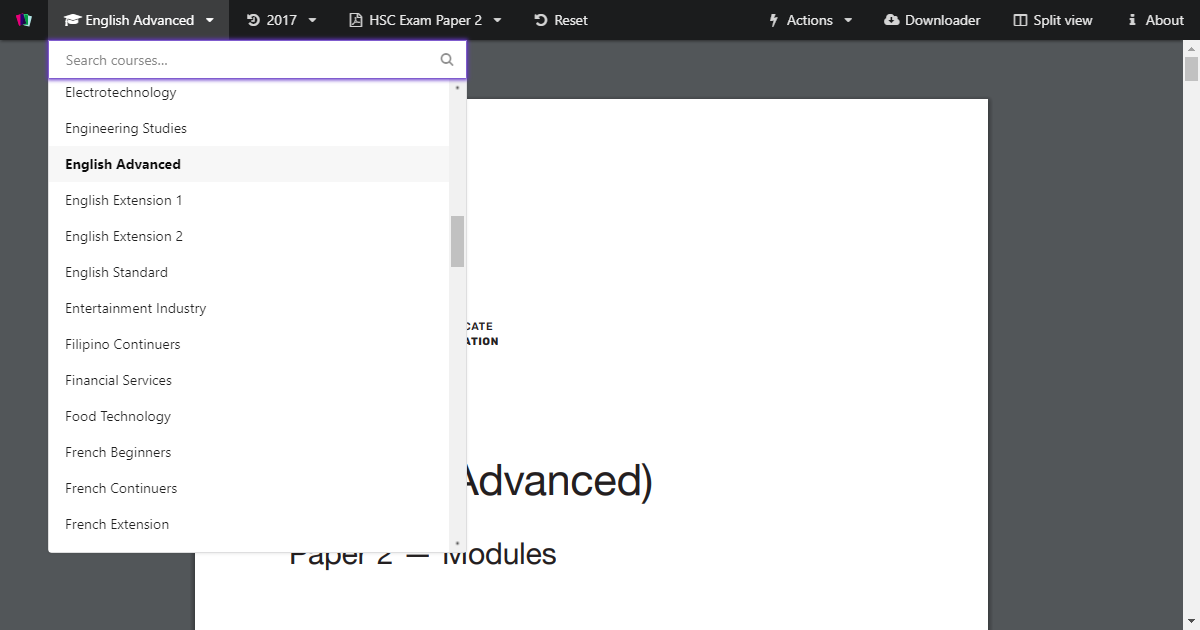 English Advanced 2017 HSC Exam Paper 2 Reset Actions Downloader Split view About
Search courses...
Electrotechnology
Engineering Studies
English Advanced
English Extension 1
English Extension 2
English Standard
Entertainment Industry
Filipino Continuers
Financial Services
Food Technology
French Beginners
French Continuers
French Extension
CATE
ATION
Advanced)
Paper 2 — Modules